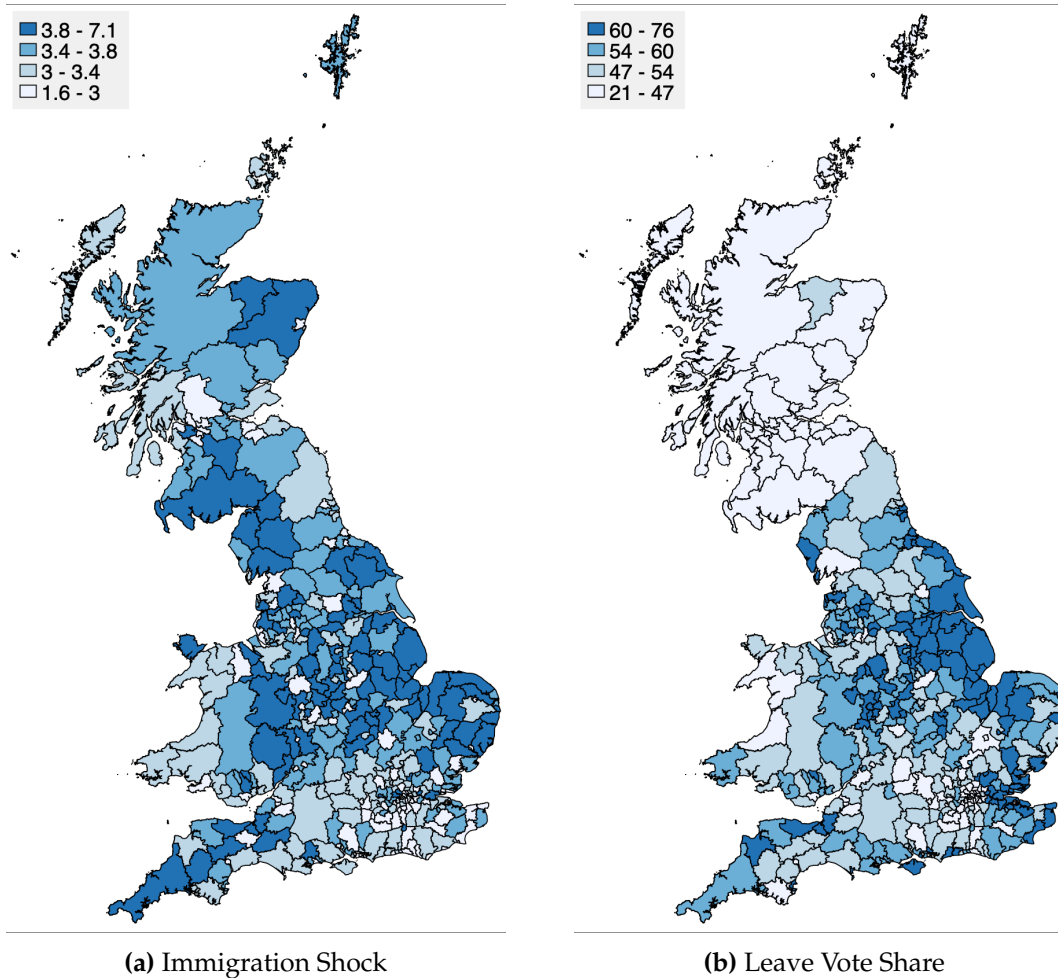 3.8 - 7.1
3.4 - 3.8
3 - 3.4
1.6 - 3
60 - 76
54 - 60
47 - 54
21 - 47
(a) Immigration Shock
(b) Leave Vote Share